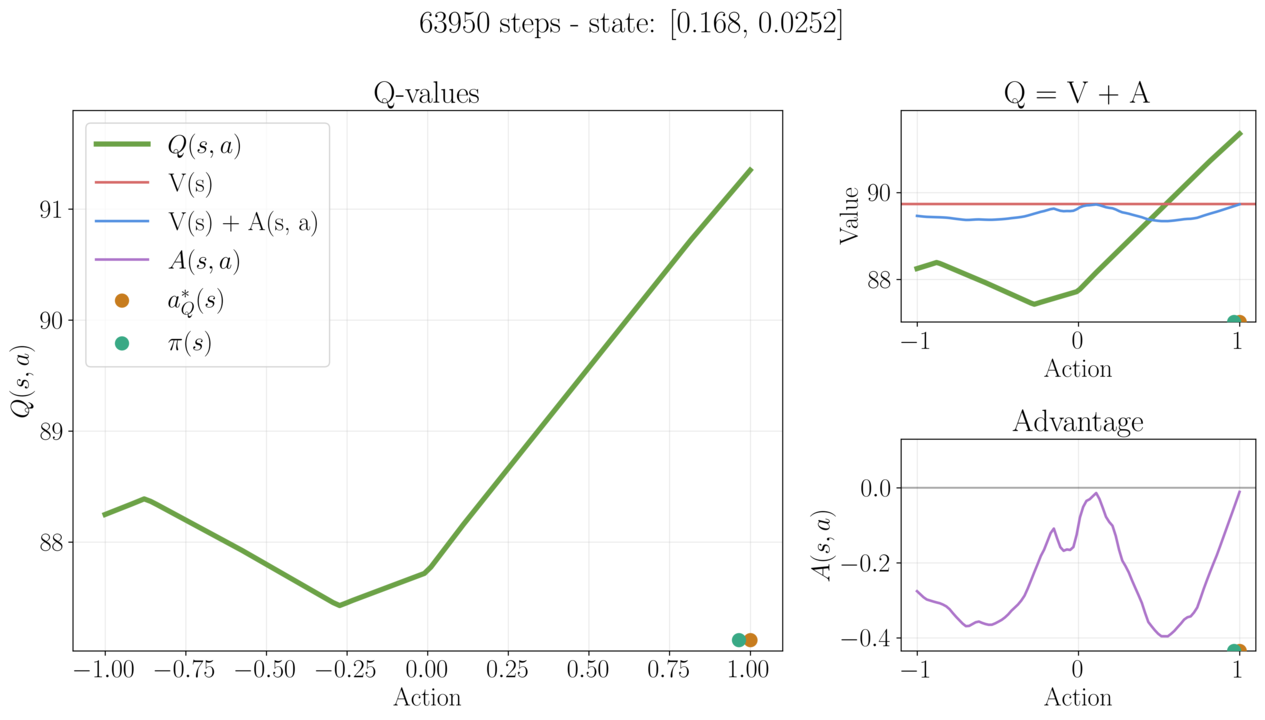 63950 steps - state: [0.168, 0.0252]
Q-values
Q(s, a)
V(s)
V(s) + A(s, a)
A(s, a)
a*_Q(s)
π(s)
Q(s, a)
91
90
89
88
−1.00 −0.75 −0.50 −0.25 0.00 0.25 0.50 0.75 1.00
Action
Q = V + A
Value
90
88
−1 0 1
Action
Advantage
A(s, a)
0.0
−0.2
−0.4
−1 0 1
Action